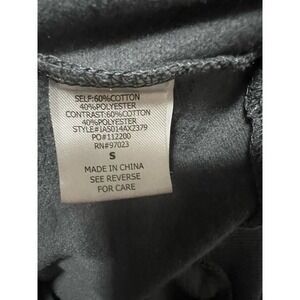 SELF:60%COTTON
40%POLYESTER
CONTRAST:60%COTTON
40%POLYESTER
STYLE#IAS014AX2379
PO#112200
RN#97023
S
MADE IN CHINA
SEE REVERSE
FOR CARE